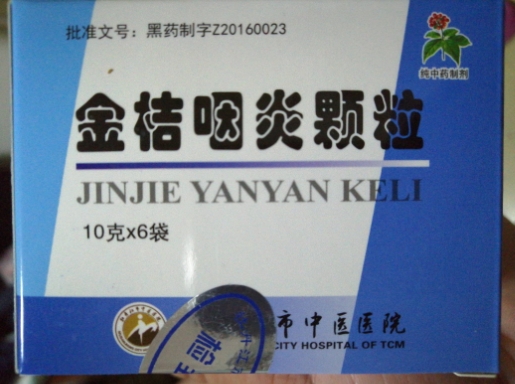 批准文号：黑药制字Z20160023
纯中药制剂
金桔咽炎颗粒
JINJIE YANYAN KELI
10克x6袋
市中医医院
CITY HOSPITAL OF TCM